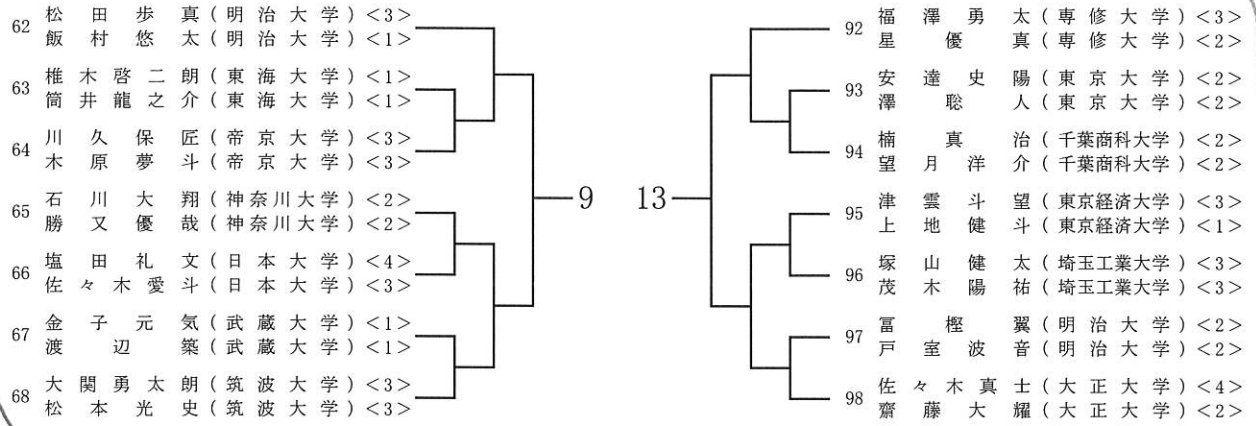 62
松田歩真(明治大学)<3>
飯村悠太(明治大学)<1>
63
椎木啓二朗(東海大学)<1>
筒井龍之介(東海大学)<1>
64
川久保匠(帝京大学)<3>
木原夢斗(帝京大学)<3>
65
石川大翔(神奈川大学)<2>
勝又優哉(神奈川大学)<2>
66
塩田礼文(日本大学)<4>
佐々木愛斗(日本大学)<3>
67
金子元気(武蔵大学)<1>
渡辺築(武蔵大学)<1>
68
大関勇太朗(筑波大学)<3>
松本光史(筑波大学)<3>
9
13
92
福澤勇太(専修大学)<3>
星優真(専修大学)<2>
93
安達史陽(東京大学)<2>
澤聡人(東京大学)<2>
94
楠真治(千葉商科大学)<2>
望月洋介(千葉商科大学)<2>
95
津雲斗望(東京経済大学)<3>
上地健斗(東京経済大学)<1>
96
塚山健太(埼玉工業大学)<3>
茂木陽祐(埼玉工業大学)<3>
97
冨樫翼(明治大学)<2>
戸室波音(明治大学)<2>
98
佐々木真士(大正大学)<4>
齋藤大耀(大正大学)<2>